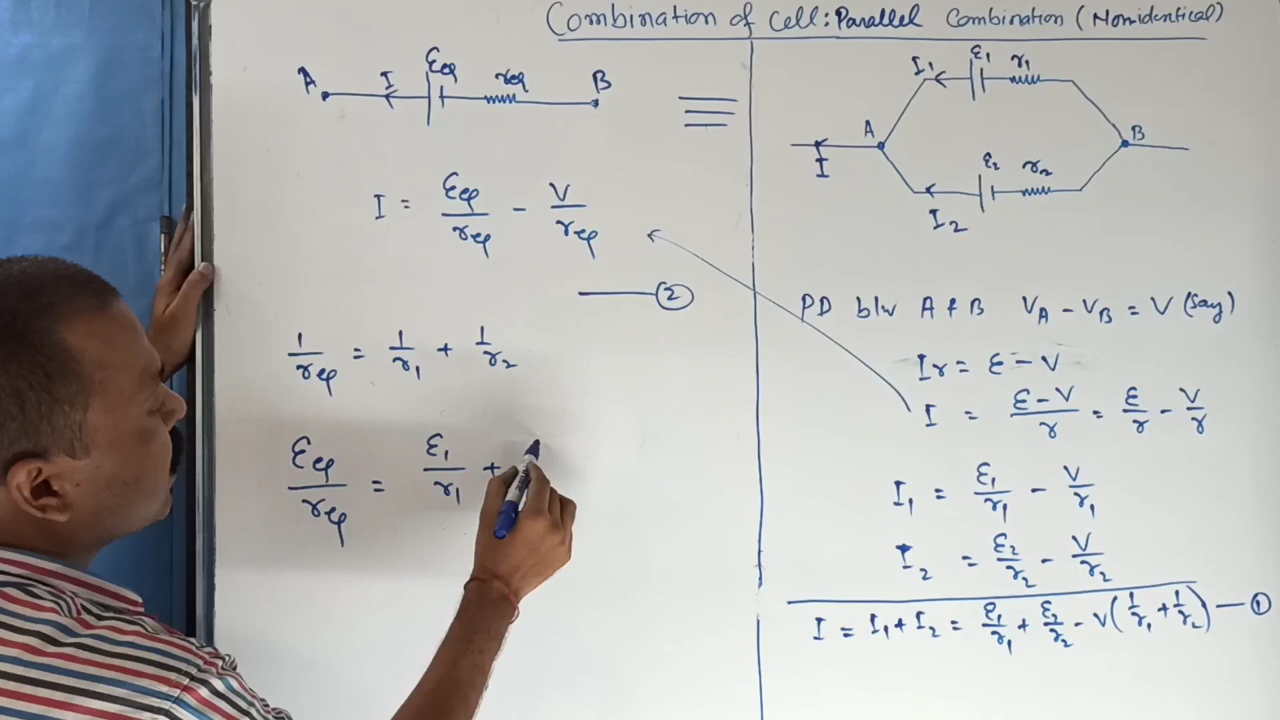 Combination of Cell: Parallel Combination (Nonidentical)
A I εeq req B
I = εeq/req - V/req
②
1/req = 1/r1 + 1/r2
εeq/req = ε1/r1 +
I1 ε1 r1
A B
I
I2 ε2 r2
PD b/w A & B VA - VB = V (say)
Ir = ε - V
I = ε - V/r = ε/r - V/r
I1 = ε1/r1 - V/r1
I2 = ε2/r2 - V/r2
I = I1 + I2 = ε1/r1 + ε2/r2 - V(1/r1 + 1/r2) — ①